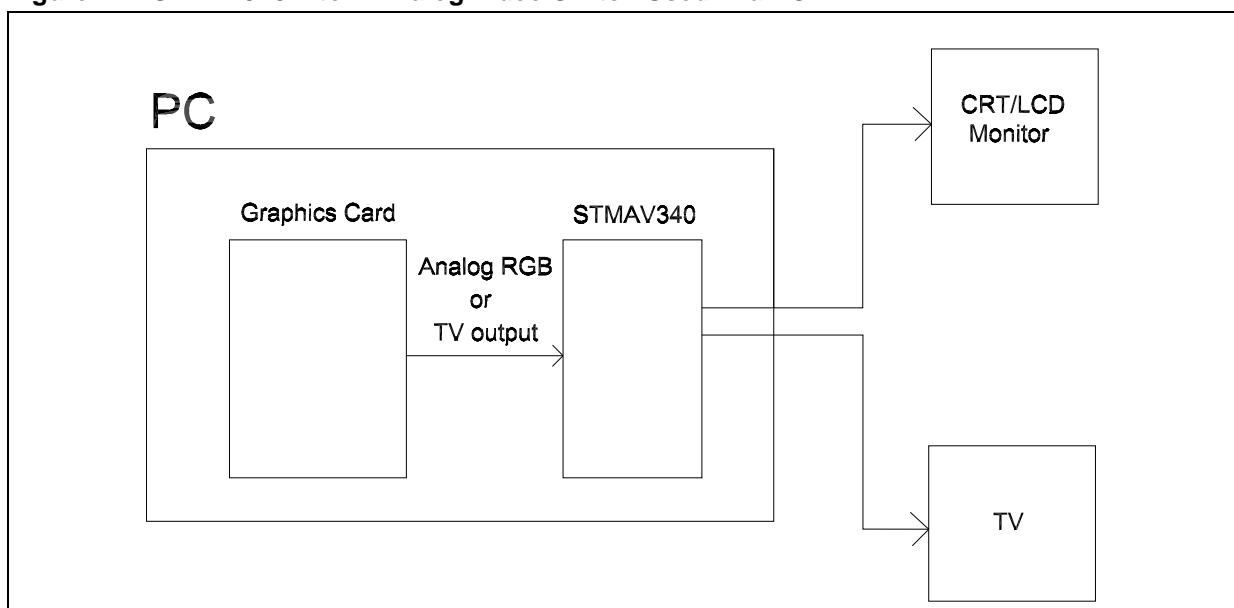 PC
Graphics Card
STMAV340
Analog RGB
or
TV output
CRT/LCD
Monitor
TV